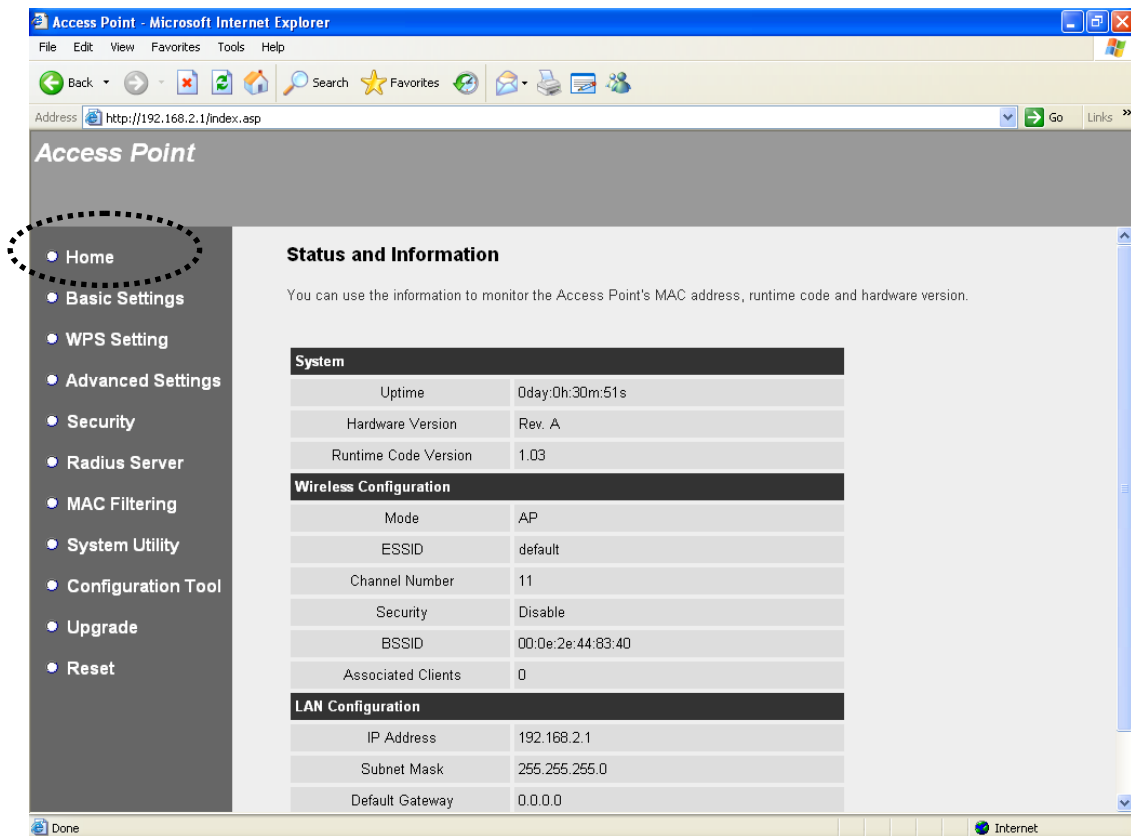 Access Point - Microsoft Internet Explorer
File Edit View Favorites Tools Help
Back Search Favorites
Address http://192.168.2.1/index.asp Go Links »
Access Point
Home
Basic Settings
WPS Setting
Advanced Settings
Security
Radius Server
MAC Filtering
System Utility
Configuration Tool
Upgrade
Reset
Status and Information
You can use the information to monitor the Access Point's MAC address, runtime code and hardware version.
System
Uptime 0day:0h:30m:51s
Hardware Version Rev. A
Runtime Code Version 1.03
Wireless Configuration
Mode AP
ESSID default
Channel Number 11
Security Disable
BSSID 00:0e:2e:44:83:40
Associated Clients 0
LAN Configuration
IP Address 192.168.2.1
Subnet Mask 255.255.255.0
Default Gateway 0.0.0.0
Done Internet